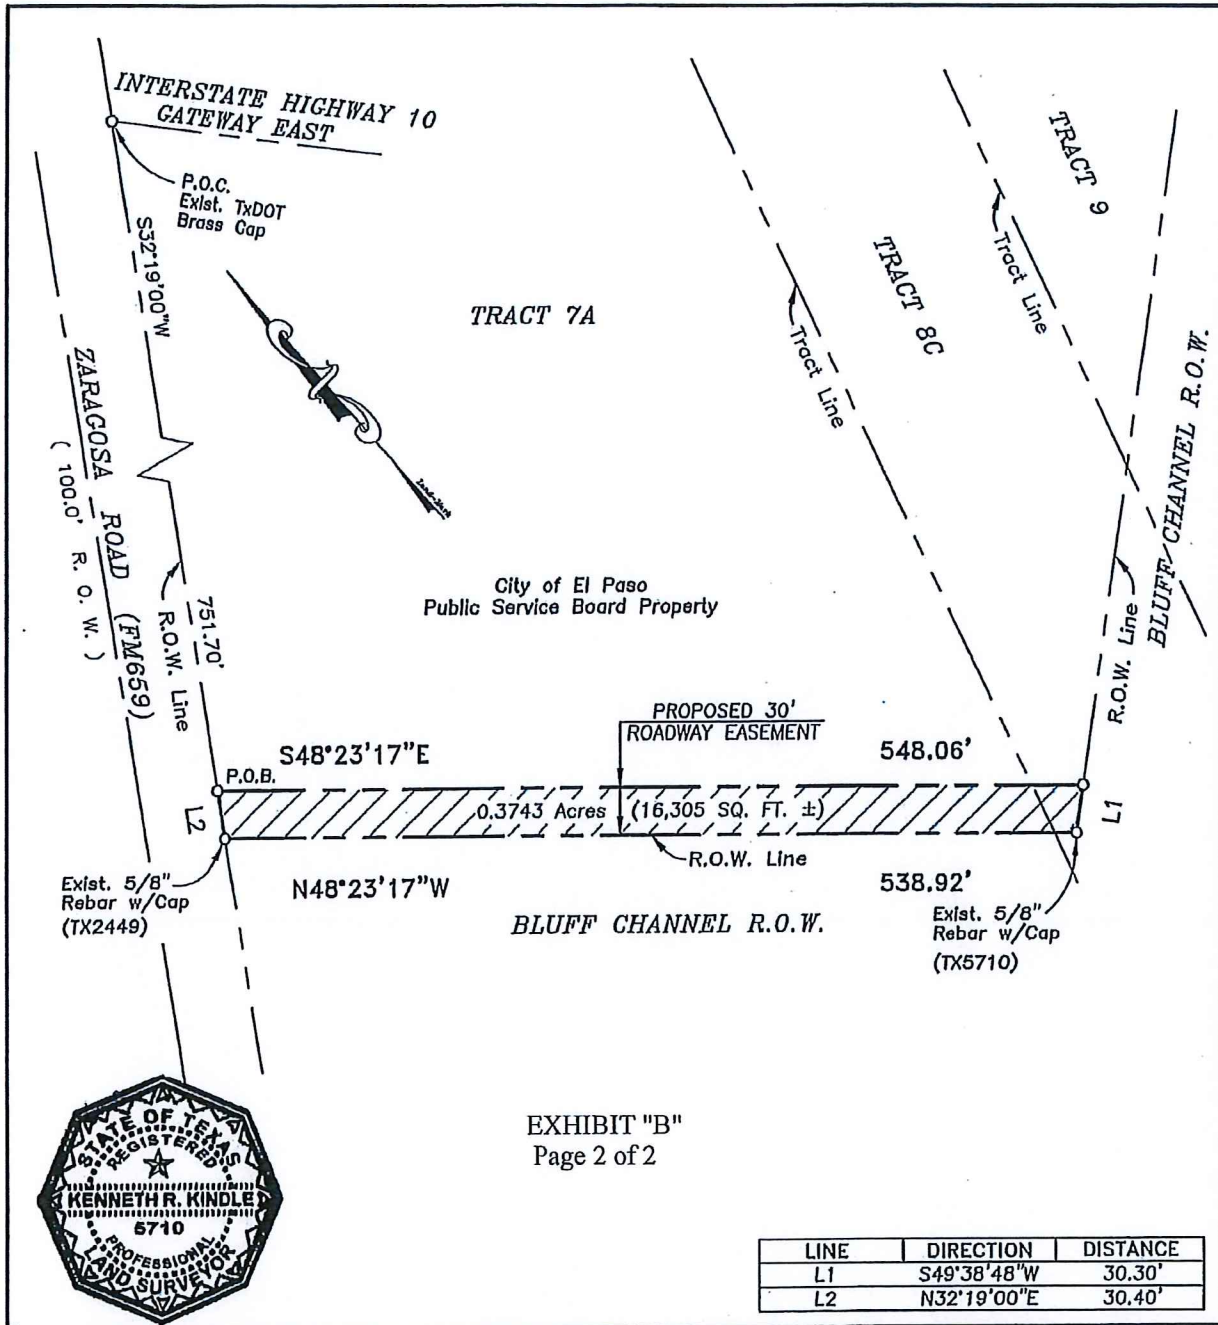 INTERSTATE HIGHWAY 10
GATEWAY EAST
P.O.C.
Exist. TxDOT
Brass Cap
S32°19'00"W
TRACT 7A
TRACT 8C
TRACT 9
Tract Line
Tract Line
ZARAGOSA ROAD (FM659)
( 100.0' R. O. W. )
751.70'
R.O.W. Line
City of El Paso
Public Service Board Property
BLUFF CHANNEL R.O.W.
R.O.W. Line
PROPOSED 30'
ROADWAY EASEMENT
S48°23'17"E
548.06'
P.O.B.
L2
0.3743 Acres (16,305 SQ. FT. ±)
L1
R.O.W. Line
Exist. 5/8"
Rebar w/Cap
(TX2449)
N48°23'17"W
538.92'
BLUFF CHANNEL R.O.W.
Exist. 5/8"
Rebar w/Cap
(TX5710)
STATE OF TEXAS
REGISTERED
KENNETH R. KINDLE
5710
PROFESSIONAL
LAND SURVEYOR
EXHIBIT "B"
Page 2 of 2
LINE DIRECTION DISTANCE
L1 S49°38'48"W 30.30'
L2 N32°19'00"E 30.40'